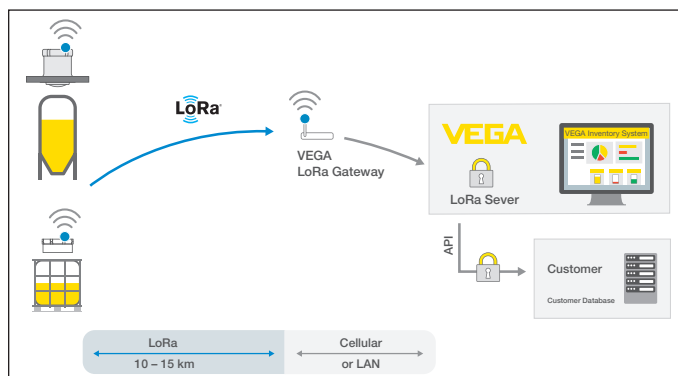 LoRa
VEGA
LoRa Gateway
VEGA
LoRa Sever
VEGA Inventory System
API
Customer
Customer Database
LoRa
10 – 15 km
Cellular
or LAN